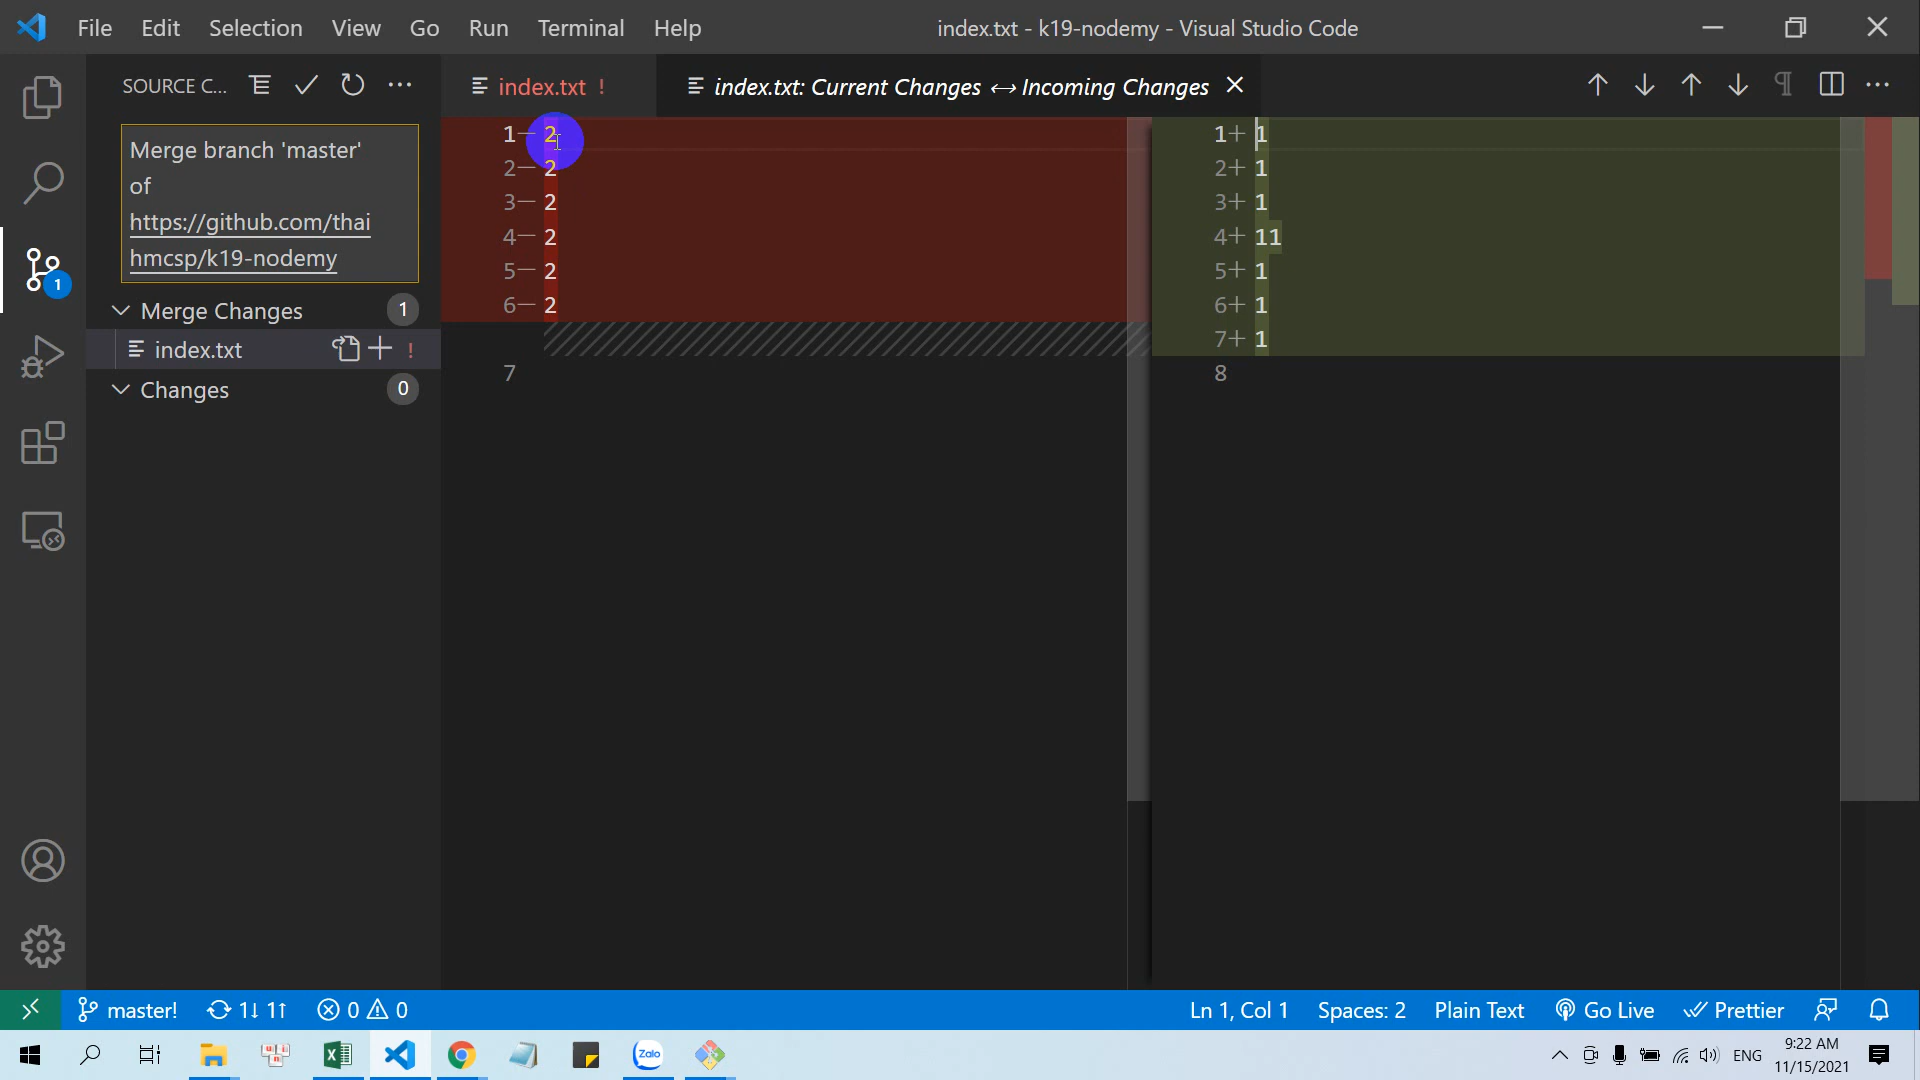 File Edit Selection View Go Run Terminal Help
index.txt - k19-nodemy - Visual Studio Code
SOURCE C...
index.txt !
index.txt: Current Changes ↔ Incoming Changes
Merge branch 'master'
of
https://github.com/thai
hmcsp/k19-nodemy
1
Merge Changes 1
index.txt !
Changes 0
1— 2
2— 2
3— 2
4— 2
5— 2
6— 2
7
1+ 1
2+ 1
3+ 1
4+ 11
5+ 1
6+ 1
7+ 1
8
master! 1↓ 1↑ 0 0
Ln 1, Col 1 Spaces: 2 Plain Text Go Live Prettier
Zalo
ENG
9:22 AM
11/15/2021